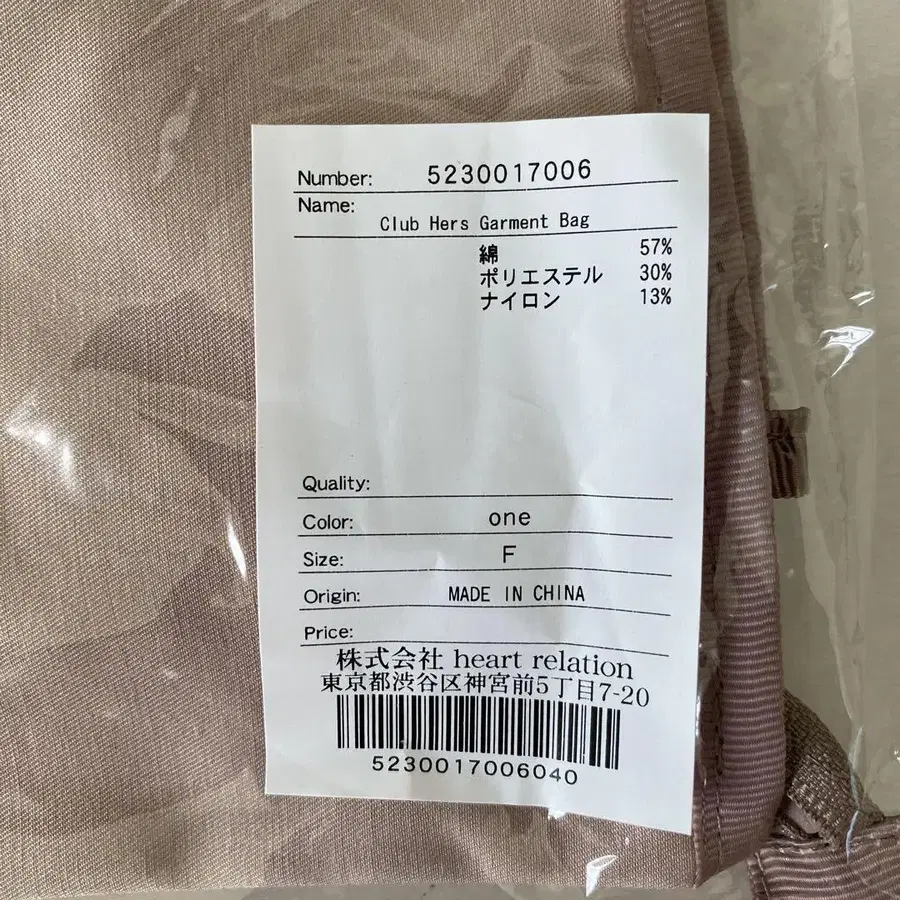 Number: 5230017006
Name:
Club Hers Garment Bag
綿 57%
ポリエステル 30%
ナイロン 13%
Quality:
Color: one
Size: F
Origin: MADE IN CHINA
Price:
株式会社 heart relation
東京都渋谷区神宮前5丁目7-20
5230017006040